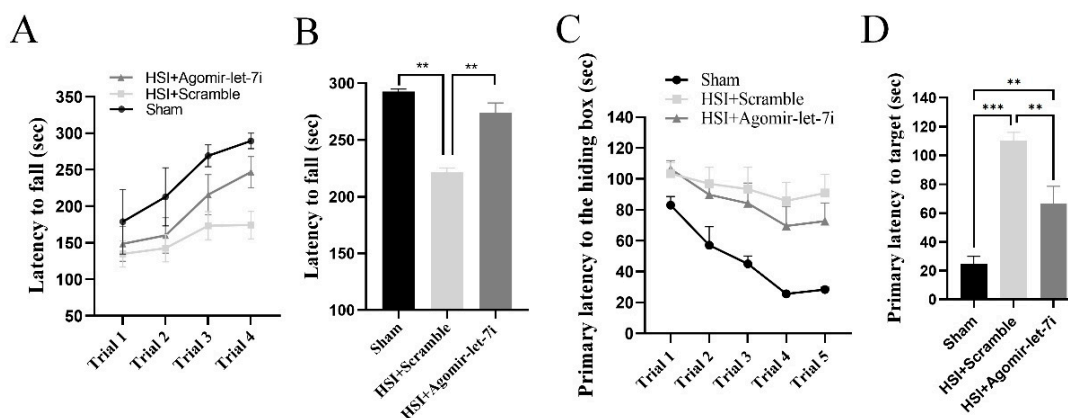 A
Latency to fall (sec)
HSI+Agomir-let-7i
HSI+Scramble
Sham
350
300
250
200
150
100
50
Trial 1
Trial 2
Trial 3
Trial 4
B
Latency to fall (sec)
**
**
300
260
220
180
140
100
Sham
HSI+Scramble
HSI+Agomir-let-7i
C
Primary latency to the hiding box (sec)
Sham
HSI+Scramble
HSI+Agomir-let-7i
140
120
100
80
60
40
20
0
Trial 1
Trial 2
Trial 3
Trial 4
Trial 5
D
Primary latency to target (sec)
**
***
**
120
100
80
60
40
20
0
Sham
HSI+Scramble
HSI+Agomir-let-7i